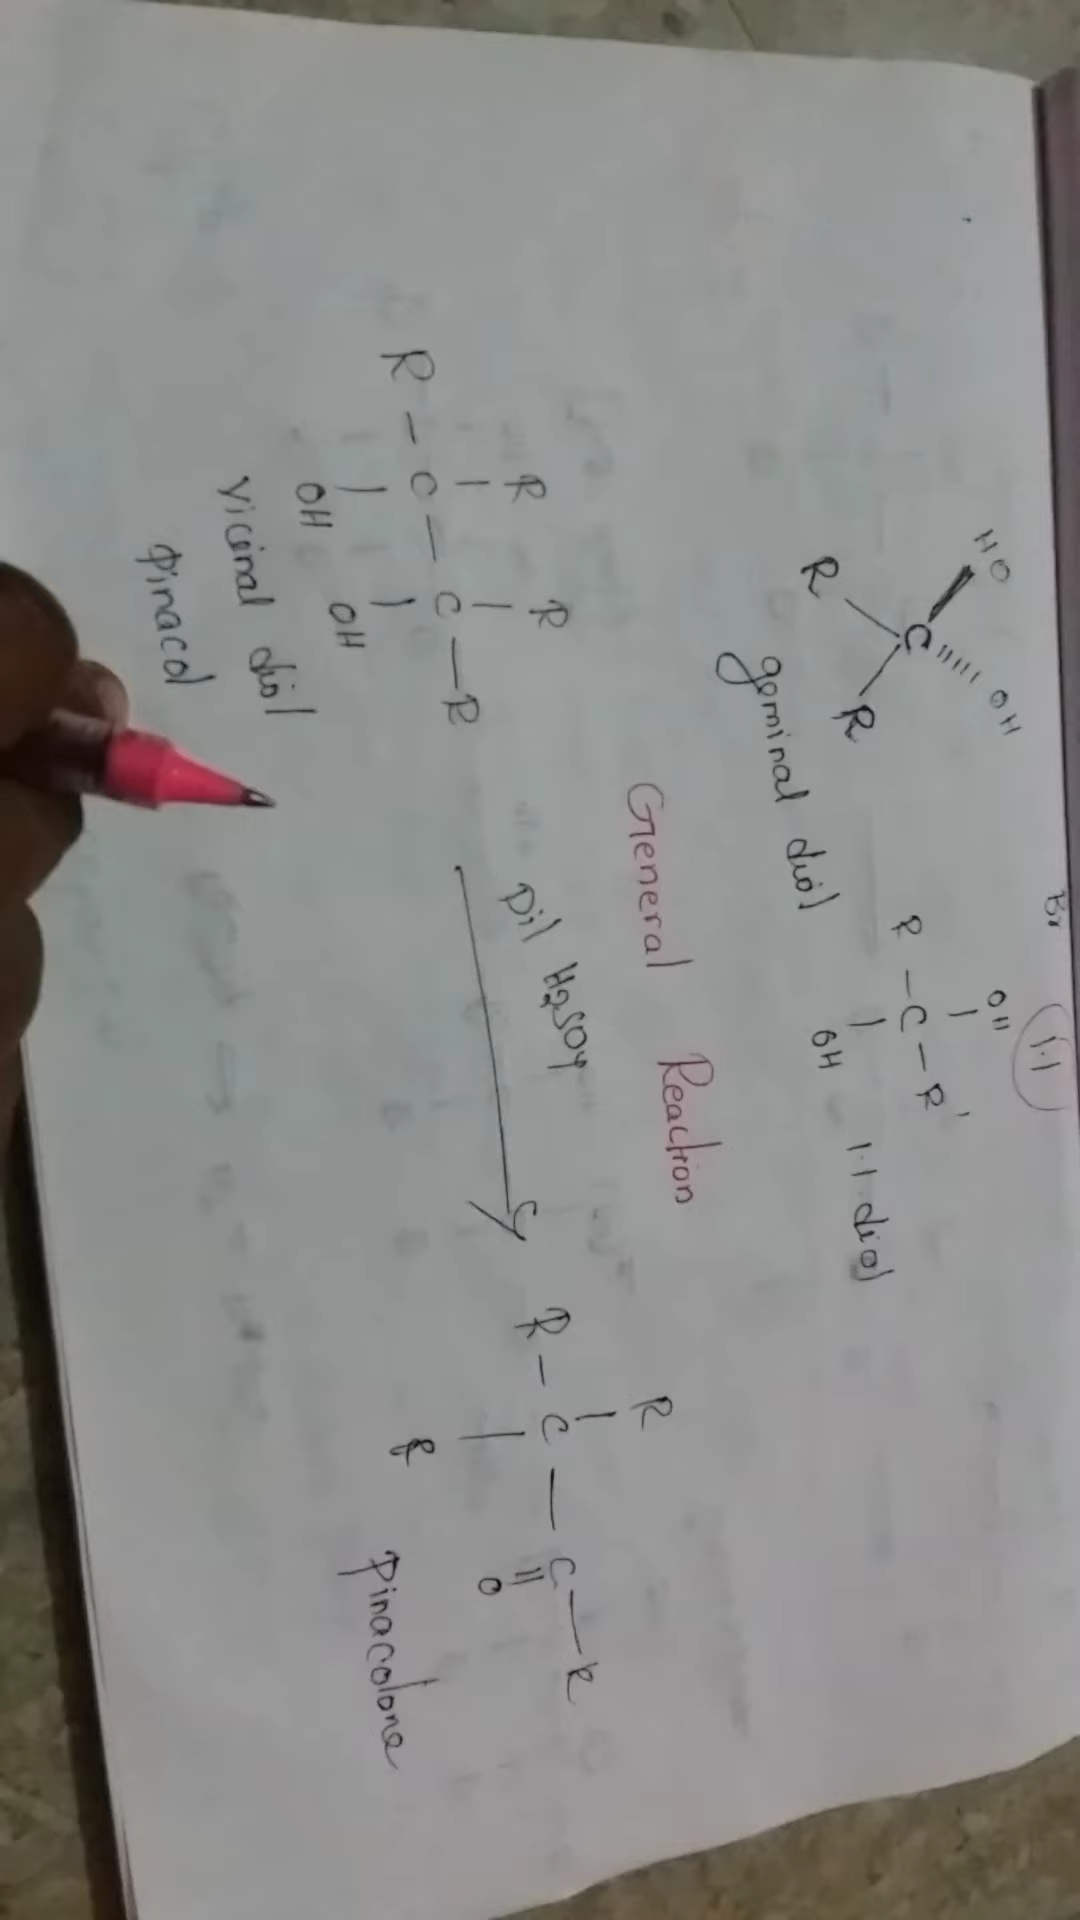 Br
1.1
HO
OH
C
R
R
geminal diol
OH
R - C - R'
OH
1.1 diol
General Reaction
R R
R - C - C - R
OH OH
Vicinal diol
Pinacol
Dil H2SO4
R
R - C - C - R
R O
Pinacolone